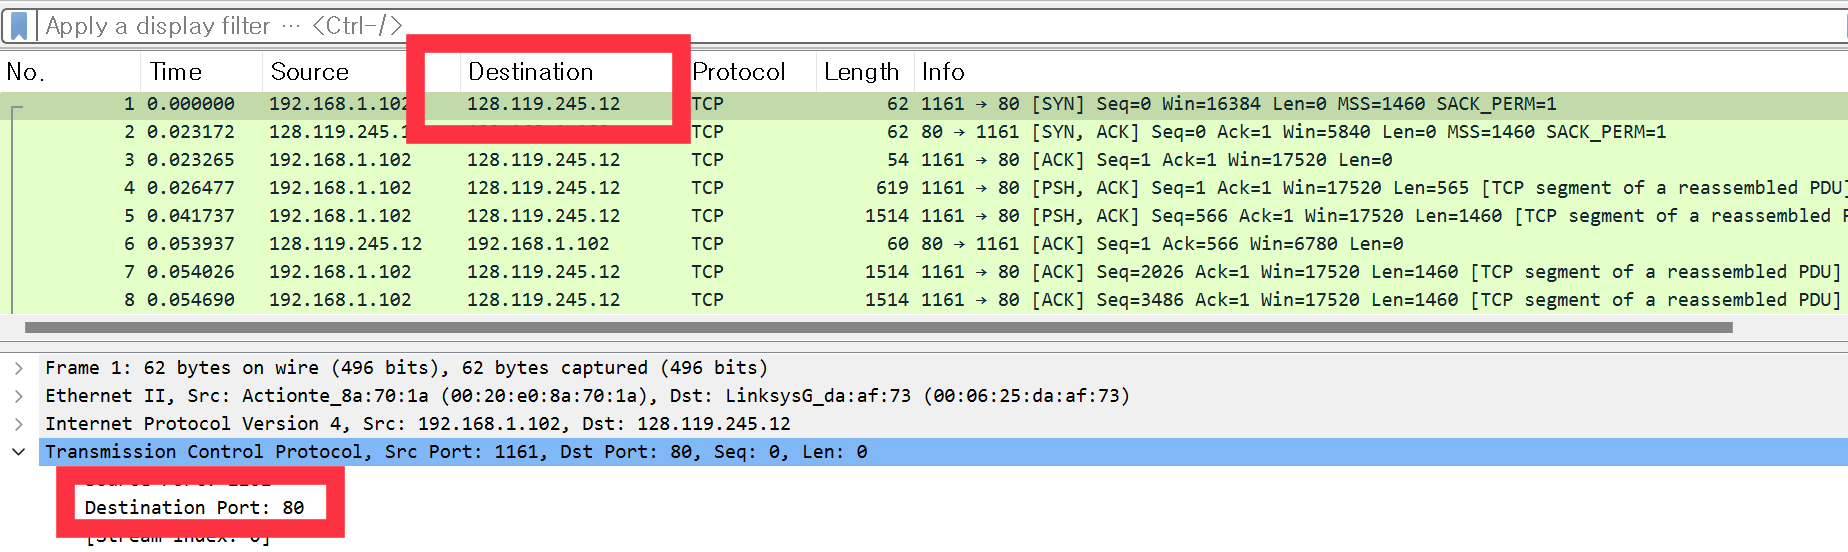 Apply a display filter ⋯ <Ctrl-/>
No. Time Source Destination Protocol Length Info
1 0.000000 192.168.1.102 128.119.245.12 TCP 62 1161 → 80 [SYN] Seq=0 Win=16384 Len=0 MSS=1460 SACK_PERM=1
2 0.023172 128.119.245.1 TCP 62 80 → 1161 [SYN, ACK] Seq=0 Ack=1 Win=5840 Len=0 MSS=1460 SACK_PERM=1
3 0.023265 192.168.1.102 128.119.245.12 TCP 54 1161 → 80 [ACK] Seq=1 Ack=1 Win=17520 Len=0
4 0.026477 192.168.1.102 128.119.245.12 TCP 619 1161 → 80 [PSH, ACK] Seq=1 Ack=1 Win=17520 Len=565 [TCP segment of a reassembled PDU]
5 0.041737 192.168.1.102 128.119.245.12 TCP 1514 1161 → 80 [PSH, ACK] Seq=566 Ack=1 Win=17520 Len=1460 [TCP segment of a reassembled P
6 0.053937 128.119.245.12 192.168.1.102 TCP 60 80 → 1161 [ACK] Seq=1 Ack=566 Win=6780 Len=0
7 0.054026 192.168.1.102 128.119.245.12 TCP 1514 1161 → 80 [ACK] Seq=2026 Ack=1 Win=17520 Len=1460 [TCP segment of a reassembled PDU]
8 0.054690 192.168.1.102 128.119.245.12 TCP 1514 1161 → 80 [ACK] Seq=3486 Ack=1 Win=17520 Len=1460 [TCP segment of a reassembled PDU]
Frame 1: 62 bytes on wire (496 bits), 62 bytes captured (496 bits)
Ethernet II, Src: Actionte_8a:70:1a (00:20:e0:8a:70:1a), Dst: LinksysG_da:af:73 (00:06:25:da:af:73)
Internet Protocol Version 4, Src: 192.168.1.102, Dst: 128.119.245.12
Transmission Control Protocol, Src Port: 1161, Dst Port: 80, Seq: 0, Len: 0
Destination Port: 80